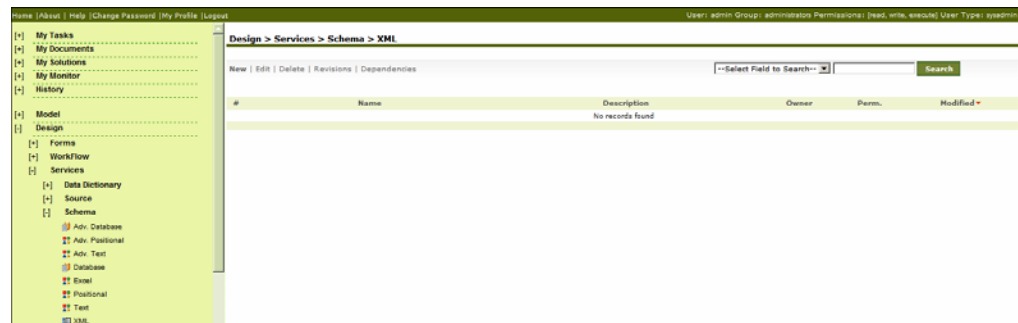 Home |About | Help |Change Password |My Profile |Logout
User: admin Group: administrators Permissions: [read, write, execute] User Type: sysadmin
[+] My Tasks
[+] My Documents
[+] My Solutions
[+] My Monitor
[+] History
[+] Model
[-] Design
[+] Forms
[+] WorkFlow
[-] Services
[+] Data Dictionary
[+] Source
[-] Schema
Adv. Database
Adv. Positional
Adv. Text
Database
Excel
Positional
Text
XML
Design > Services > Schema > XML
New | Edit | Delete | Revisions | Dependencies
--Select Field to Search-- Search
# Name Description Owner Perm. Modified
No records found